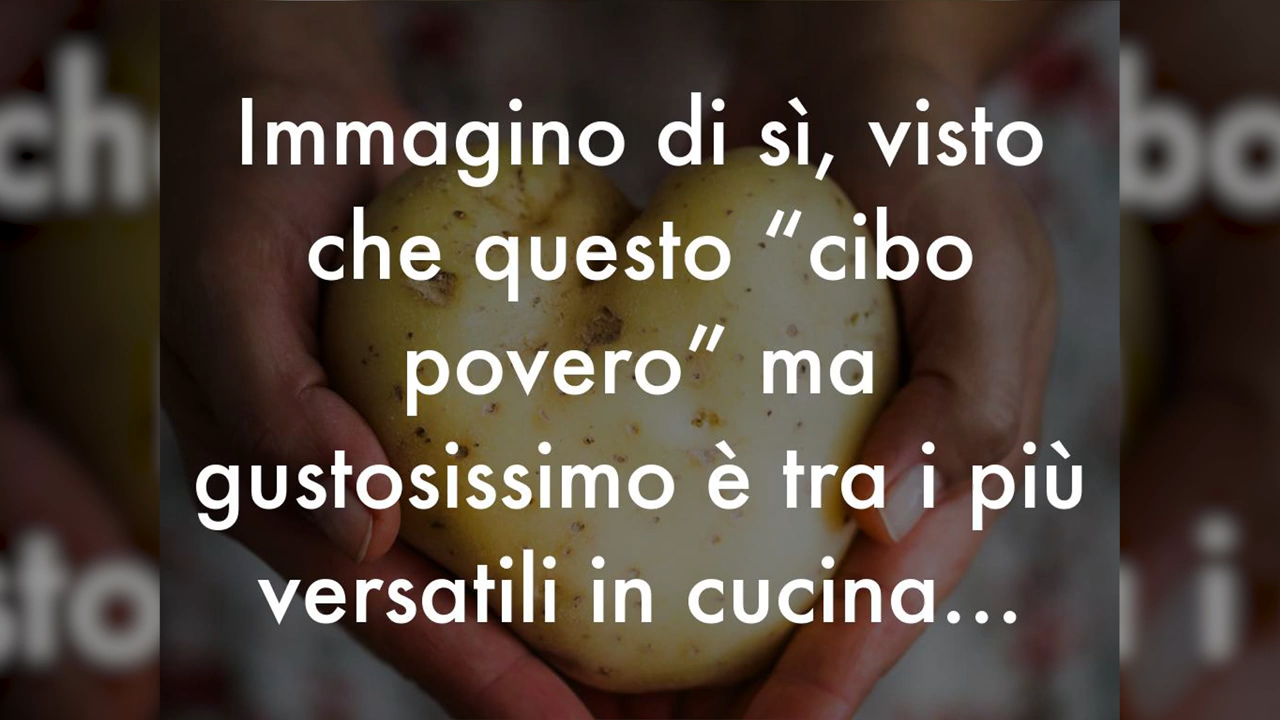 Immagino di sì, visto
che questo “cibo
povero” ma
gustosissimo è tra i più
versatili in cucina...